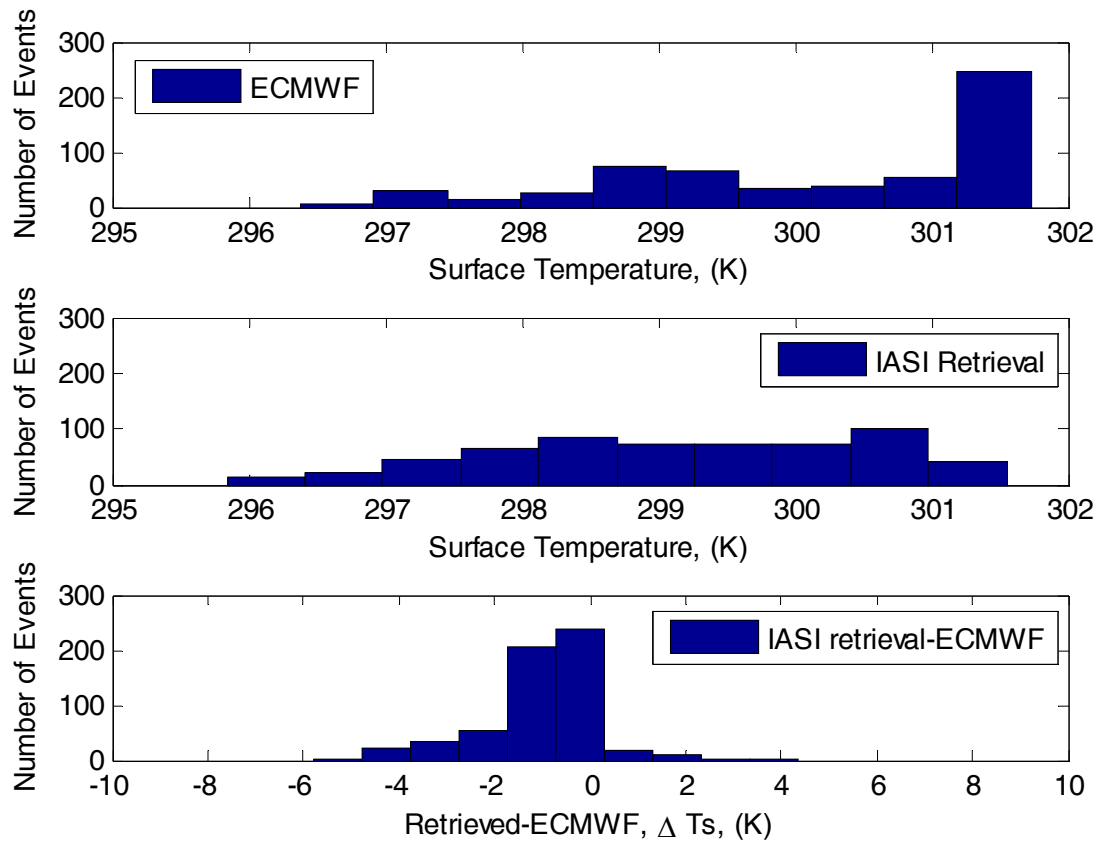 300
200
100
0
Number of Events
ECMWF
295 296 297 298 299 300 301 302
Surface Temperature, (K)
300
200
100
0
Number of Events
IASI Retrieval
295 296 297 298 299 300 301 302
Surface Temperature, (K)
300
200
100
0
Number of Events
IASI retrieval-ECMWF
-10 -8 -6 -4 -2 0 2 4 6 8 10
Retrieved-ECMWF, Δ Ts, (K)